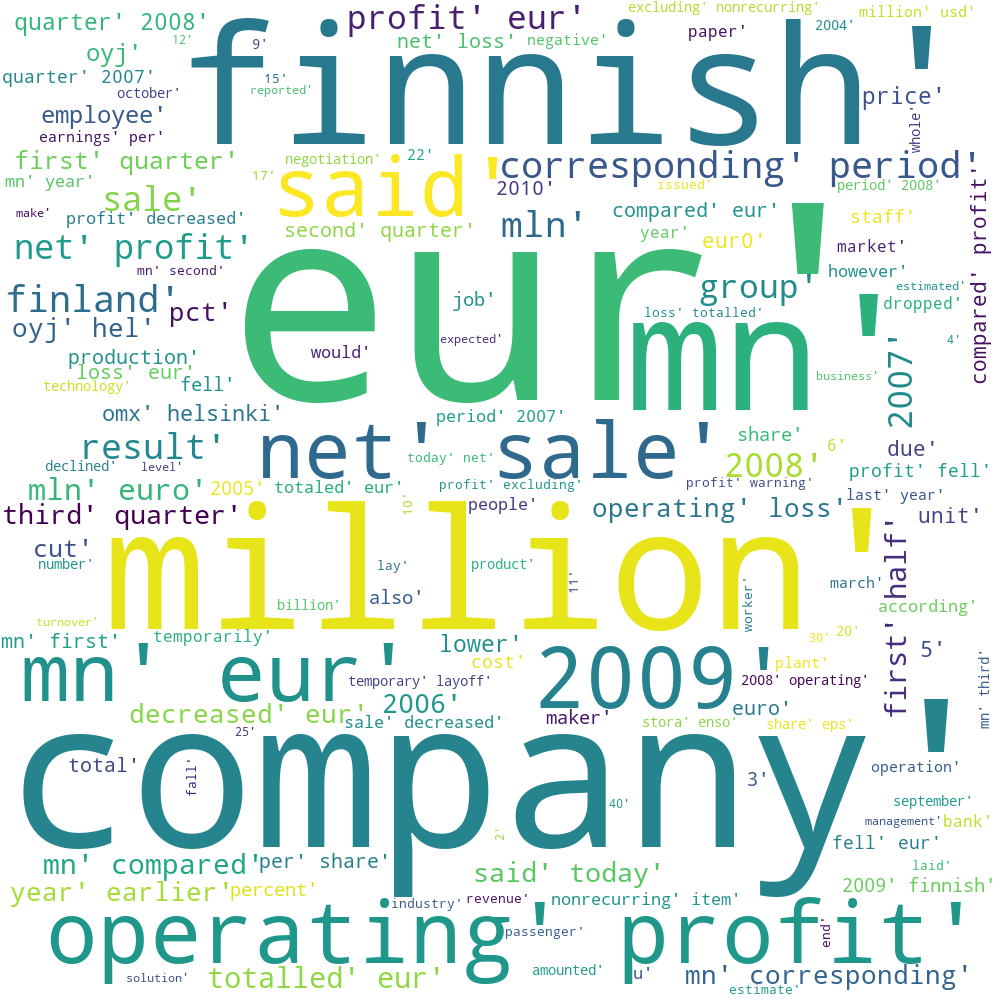 quarter' 2008'
profit' eur'
excluding' nonrecurring'
million' usd'
12'
9'
net' loss'
negative'
paper'
2004'
oyj'
finnish'
quarter' 2007'
15'
reported'
october'
price'
employee'
whole'
earnings' per'
first' quarter'
negotiation'
22'
said'
corresponding' period'
mn' year'
17'
2010'
issued'
period' 2008'
compared' profit'
sale'
make'
profit' decreased'
second' quarter'
mln'
compared' eur'
staff'
year'
eur0'
market'
net' profit'
eur'
mn' second'
however'
group'
estimated'
finland'
pct'
job'
dropped'
loss' totalled'
mn'
oyj' hel'
would'
expected'
4'
2007'
production'
loss' eur'
technology'
fell'
business'
omx' helsinki'
period' 2007'
result'
net' sale'
share'
6'
due'
declined'
level'
today' net'
2008'
profit' fell'
mln' euro'
2005'
totaled' eur'
profit' excluding'
profit' warning'
last' year'
third' quarter'
10'
people'
operating' loss'
unit'
million'
cut'
number'
lay'
product'
11'
worker'
march'
first' half'
billion'
also'
according'
turnover'
mn' first'
temporarily'
lower'
30'
20'
5'
mn' eur'
cost'
2009'
plant'
mn' third'
temporary' layoff'
2008' operating'
2006'
decreased' eur'
sale' decreased'
maker'
euro'
stora' enso'
share' eps'
25'
company'
total'
fall'
3'
operation'
40'
september'
2'
management'
bank'
fell' eur'
mn' compared'
per' share'
said' today'
laid'
2009' finnish'
year' earlier'
percent'
industry'
revenue'
nonrecurring' item'
operating' profit'
passenger'
end'
solution'
totalled' eur'
amounted'
u'
mn' corresponding'
estimate'